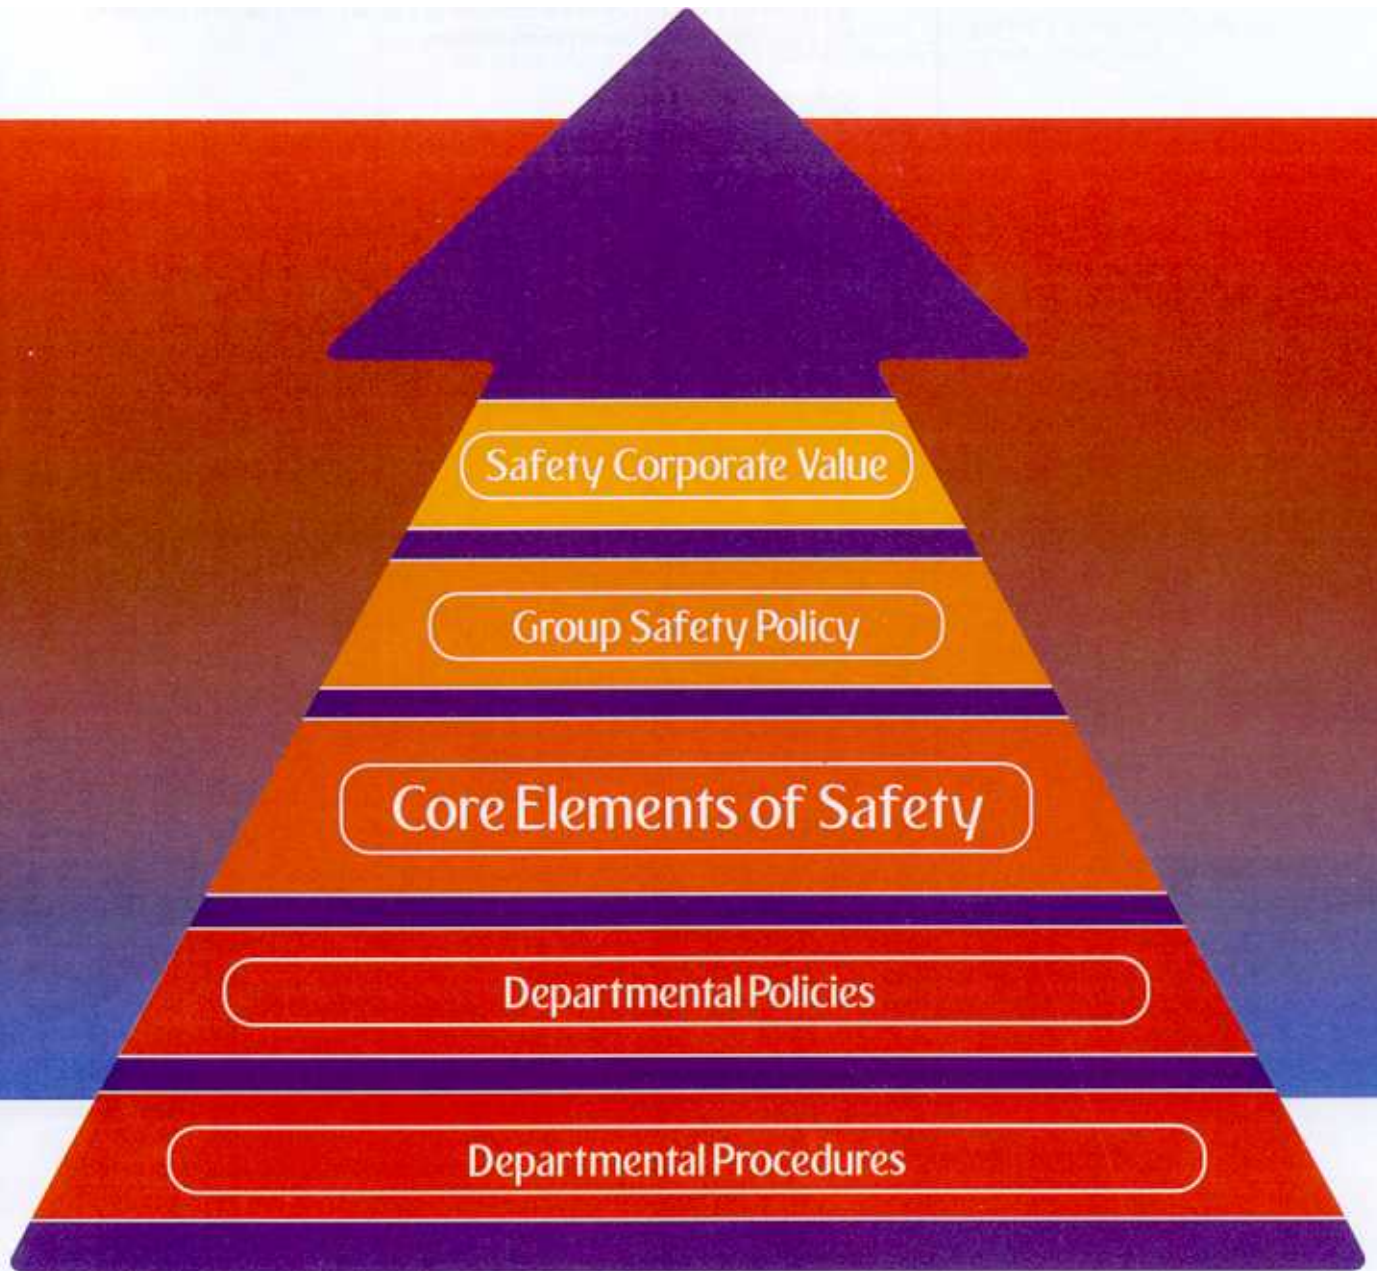 Safety Corporate Value
Group Safety Policy
Core Elements of Safety
Departmental Policies
Departmental Procedures